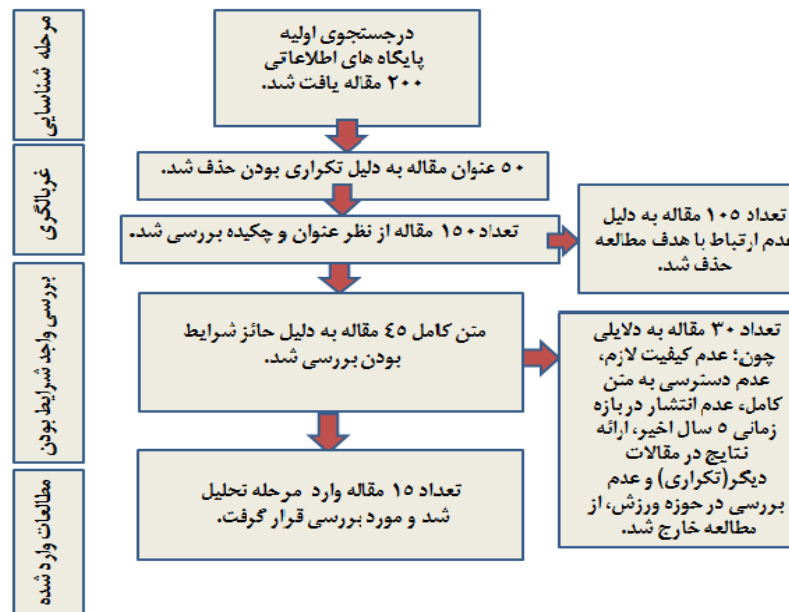 مرحله شناسایی
درجستجوی اولیه
پایگاه های اطلاعاتی
۲۰۰ مقاله یافت شد.
غربالگری
۵۰ عنوان مقاله به دلیل تکراری بودن حذف شد.
تعداد ۱۵۰ مقاله از نظر عنوان و چکیده بررسی شد.
تعداد ۱۰۵ مقاله به دلیل
عدم ارتباط با هدف مطالعه
حذف شد.
بررسی واجد شرایط بودن
متن کامل ٤٥ مقاله به دلیل حائز شرایط
بودن بررسی شد.
تعداد ۳۰ مقاله به دلایلی
چون؛ عدم کیفیت لازم،
عدم دسترسی به متن
کامل، عدم انتشار در بازه
زمانی ٥ سال اخیر، ارائه
نتایج در مقالات
دیگر(تکراری) و عدم
بررسی در حوزه ورزش، از
مطالعه خارج شد.
مطالعات وارد شده
تعداد ۱۵ مقاله وارد مرحله تحلیل
شد و مورد بررسی قرار گرفت.